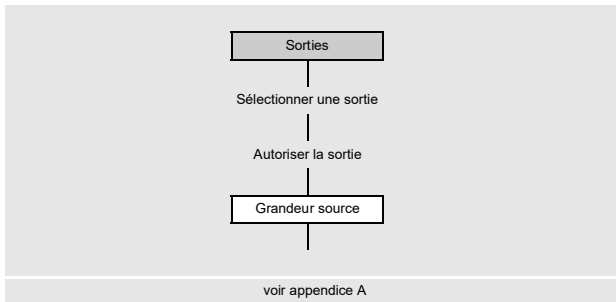 Sorties
Sélectionner une sortie
Autoriser la sortie
Grandeur source
voir appendice A